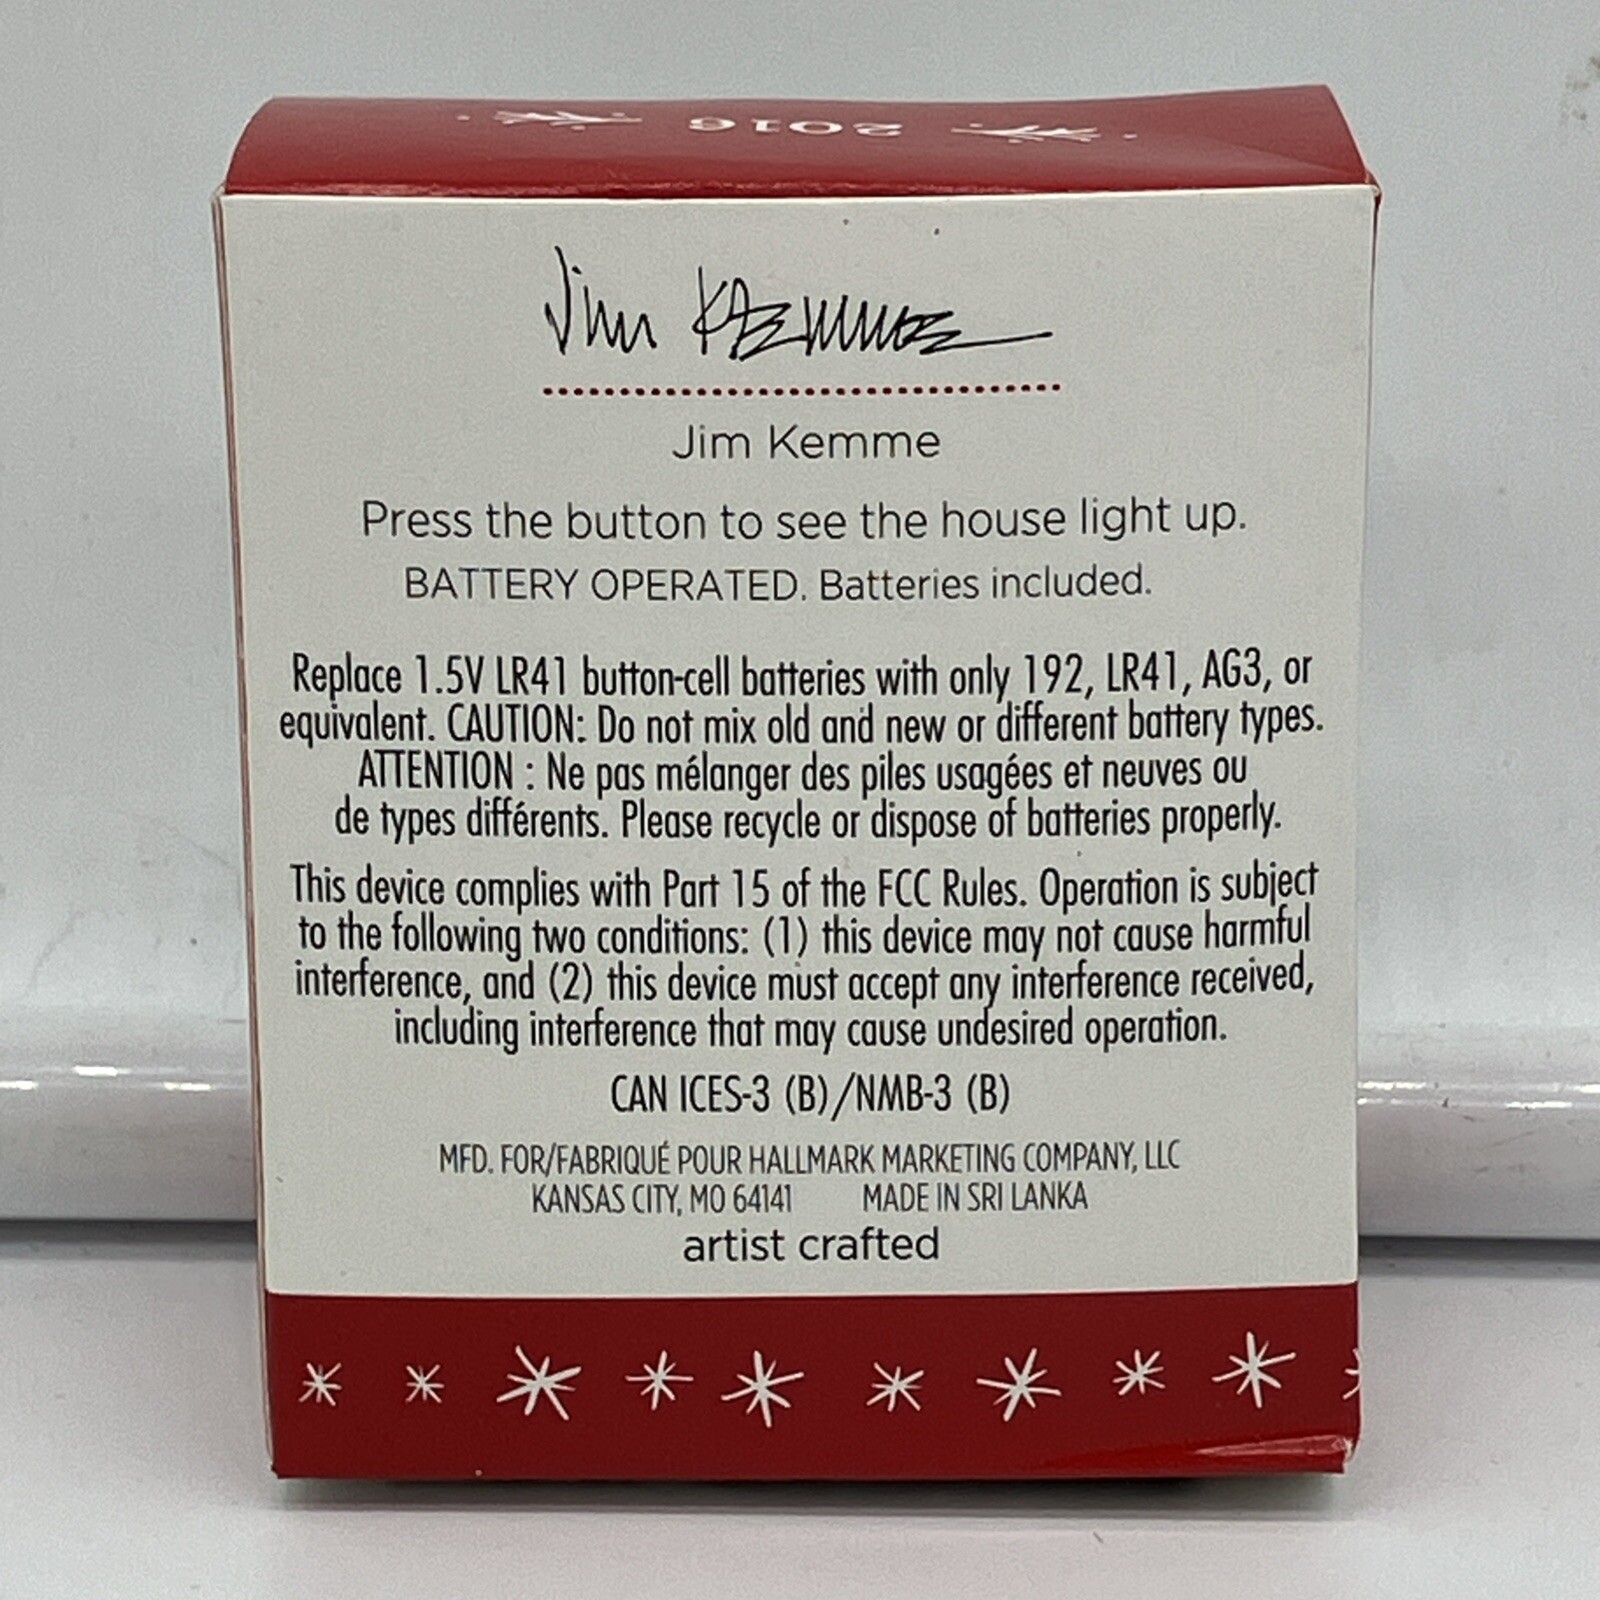 2016
Jim Kemme
Jim Kemme
Press the button to see the house light up.
BATTERY OPERATED. Batteries included.
Replace 1.5V LR41 button-cell batteries with only 192, LR41, AG3, or
equivalent. CAUTION: Do not mix old and new or different battery types.
ATTENTION : Ne pas mélanger des piles usagées et neuves ou
de types différents. Please recycle or dispose of batteries properly.
This device complies with Part 15 of the FCC Rules. Operation is subject
to the following two conditions: (1) this device may not cause harmful
interference, and (2) this device must accept any interference received,
including interference that may cause undesired operation.
CAN ICES-3 (B)/NMB-3 (B)
MFD. FOR/FABRIQUÉ POUR HALLMARK MARKETING COMPANY, LLC
KANSAS CITY, MO 64141 MADE IN SRI LANKA
artist crafted